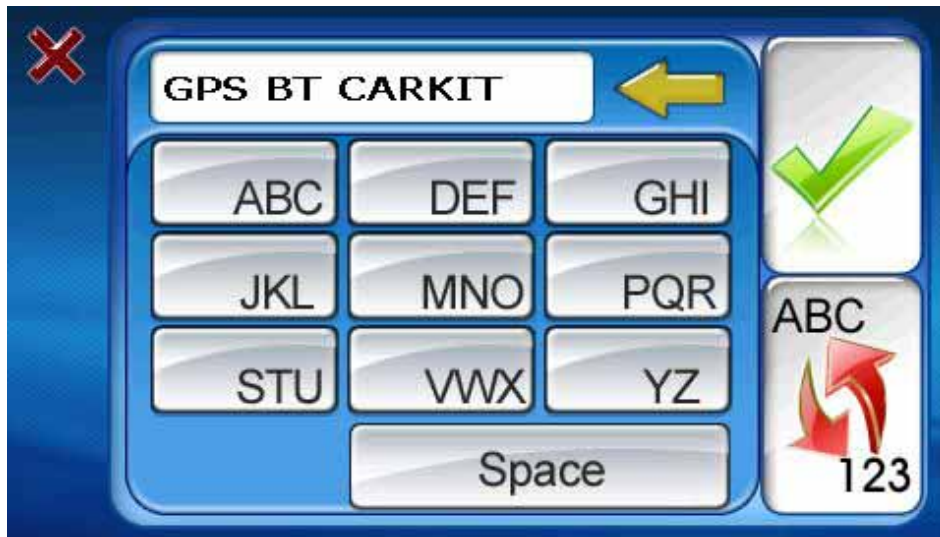 GPS BT CARKIT
ABC DEF GHI
JKL MNO PQR
STU VWX YZ
Space
ABC
123